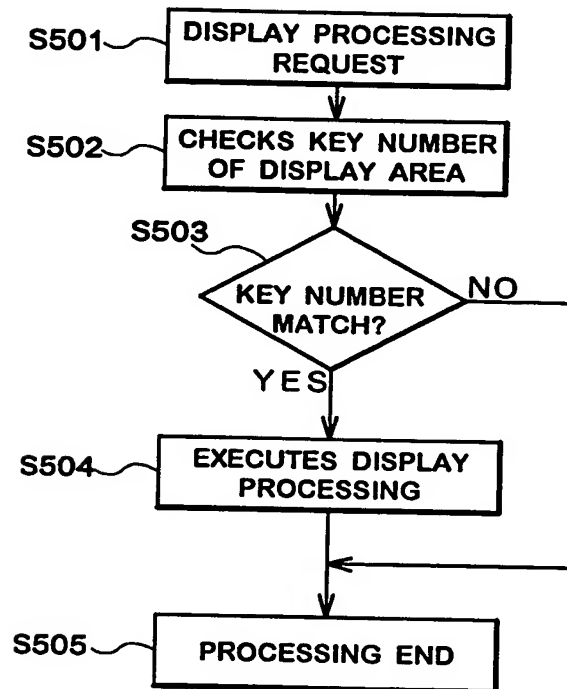 S501
DISPLAY PROCESSING
REQUEST
S502
CHECKS KEY NUMBER
OF DISPLAY AREA
S503
KEY NUMBER
MATCH?
NO
YES
S504
EXECUTES DISPLAY
PROCESSING
S505
PROCESSING END